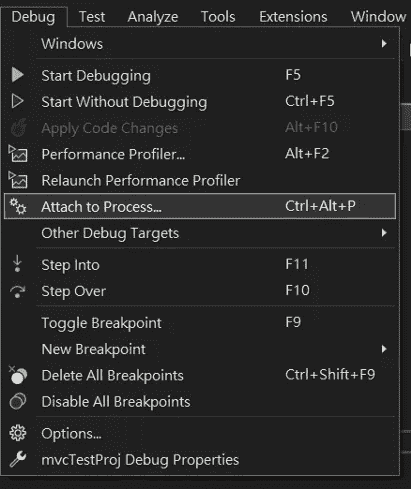 Debug Test Analyze Tools Extensions Window
Windows
Start Debugging F5
Start Without Debugging Ctrl+F5
Apply Code Changes Alt+F10
Performance Profiler... Alt+F2
Relaunch Performance Profiler
Attach to Process... Ctrl+Alt+P
Other Debug Targets
Step Into F11
Step Over F10
Toggle Breakpoint F9
New Breakpoint
Delete All Breakpoints Ctrl+Shift+F9
Disable All Breakpoints
Options...
mvcTestProj Debug Properties